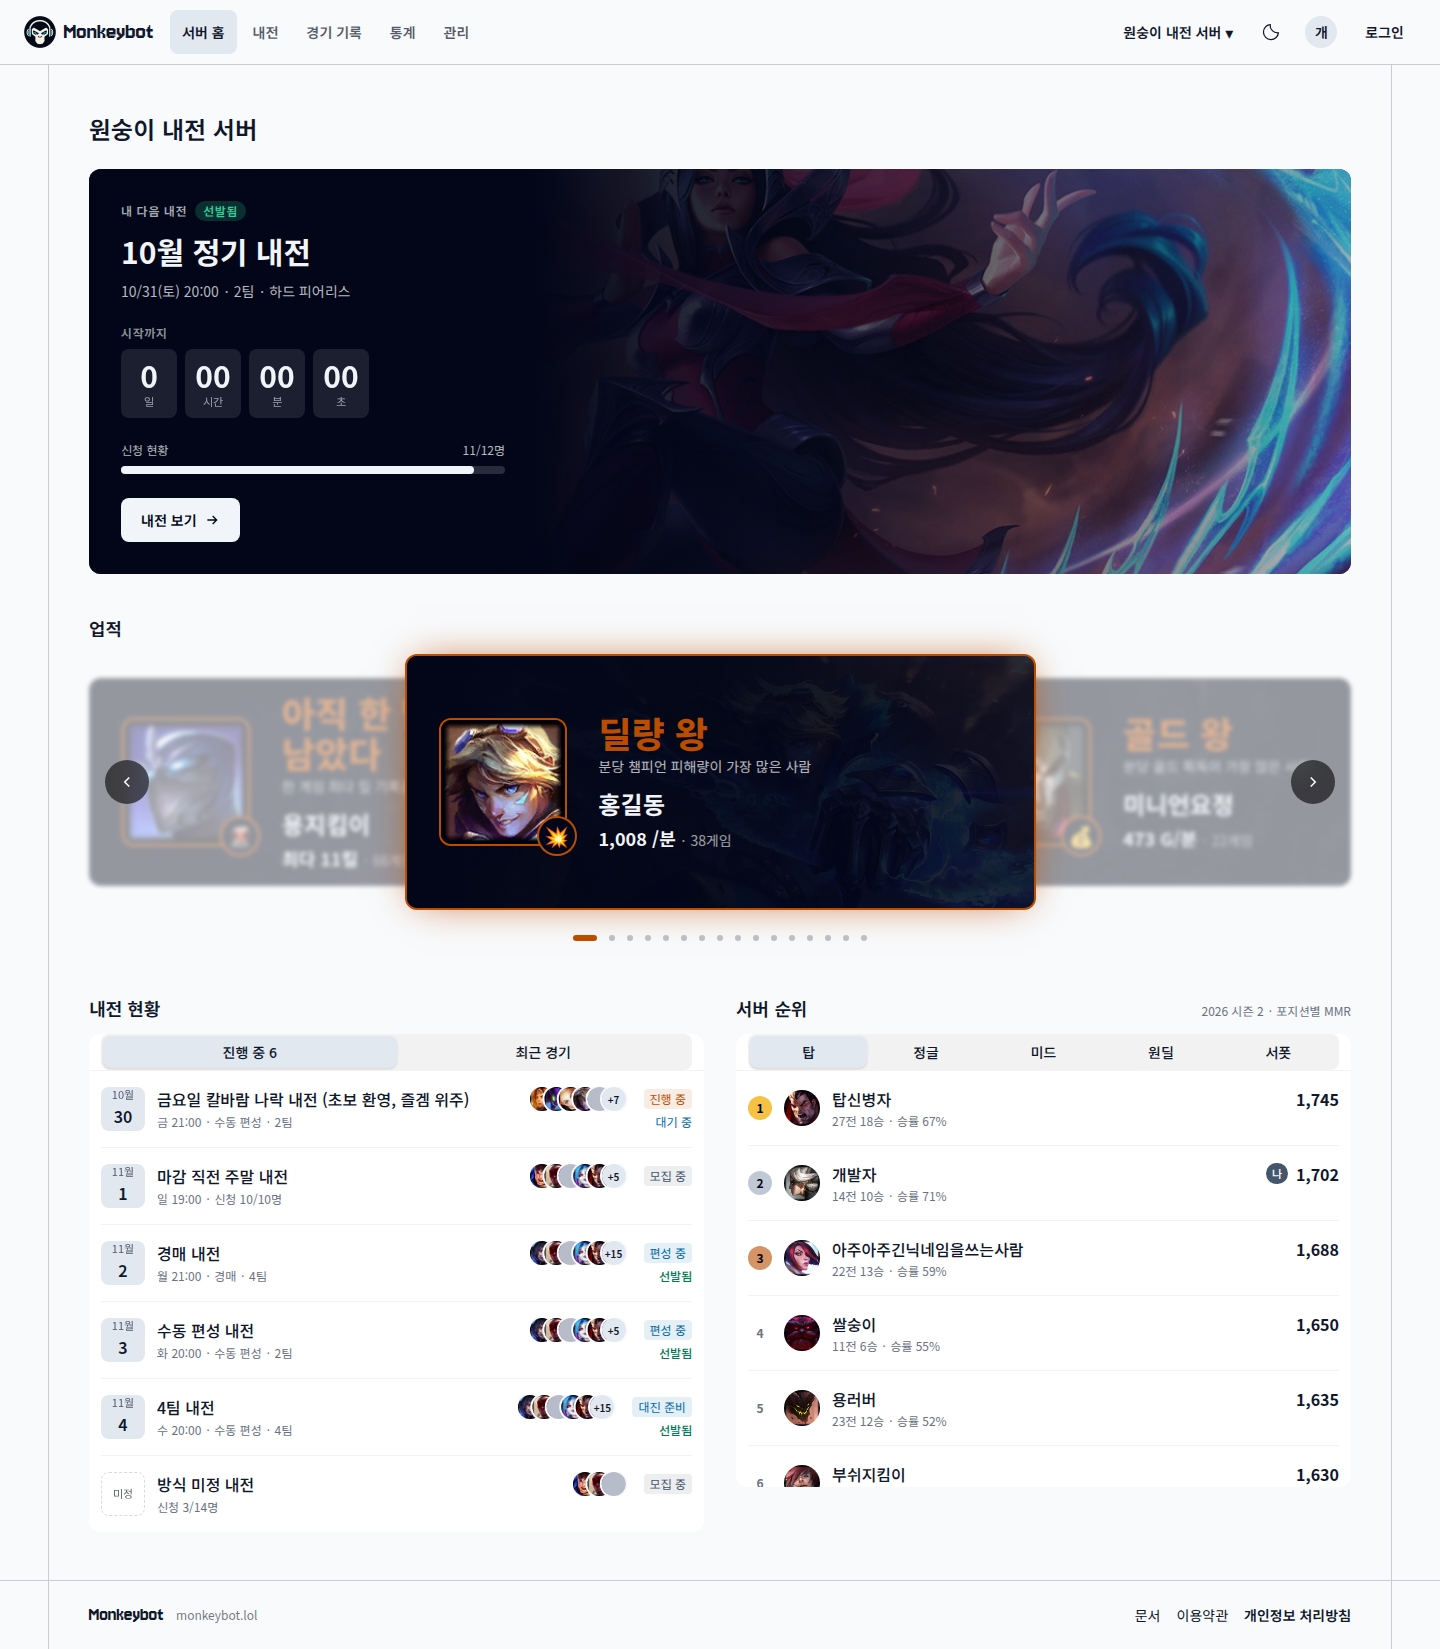 Monkeybot
서버 홈
내전
경기 기록
통계
관리
원숭이 내전 서버 ▾
개
로그인
원숭이 내전 서버
내 다음 내전 선발됨
10월 정기 내전
10/31(토) 20:00 · 2팀 · 하드 피어리스
시작까지
0 00 00 00
일 시간 분 초
신청 현황 11/12명
내전 보기 →
업적
아직 한
남았다
용지킴이
최다 11킬
딜량 왕
분당 챔피언 피해량이 가장 많은 사람
홍길동
1,008 /분 · 38게임
골드 왕
미니언요정
473 G/분 · 22게임
내전 현황
진행 중 6 최근 경기
10월
30
금요일 칼바람 나락 내전 (초보 환영, 즐겜 위주)
금 21:00 · 수동 편성 · 2팀
+7
진행 중
대기 중
11월
1
마감 직전 주말 내전
일 19:00 · 신청 10/10명
+5
모집 중
11월
2
경매 내전
월 21:00 · 경매 · 4팀
+15
편성 중
선발됨
11월
3
수동 편성 내전
화 20:00 · 수동 편성 · 2팀
+5
편성 중
선발됨
11월
4
4팀 내전
수 20:00 · 수동 편성 · 4팀
+15
대진 준비
선발됨
미정
방식 미정 내전
신청 3/14명
모집 중
서버 순위
2026 시즌 2 · 포지션별 MMR
탑 정글 미드 원딜 서폿
1
탑신병자
27전 18승 · 승률 67%
1,745
2
개발자
14전 10승 · 승률 71%
나 1,702
3
아주아주긴닉네임을쓰는사람
22전 13승 · 승률 59%
1,688
4
쌀숭이
11전 6승 · 승률 55%
1,650
5
용러버
23전 12승 · 승률 52%
1,635
6
부쉬지킴이
1,630
Monkeybot monkeybot.lol
문서 이용약관 개인정보 처리방침